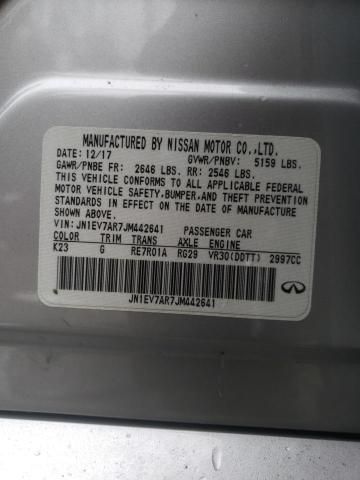 MANUFACTURED BY NISSAN MOTOR CO.,LTD.
DATE: 12/17 GVWR/PNBV: 5159 LBS.
GAWR/PNBE FR: 2646 LBS. RR: 2546 LBS.
THIS VEHICLE CONFORMS TO ALL APPLICABLE FEDERAL
MOTOR VEHICLE SAFETY, BUMPER, AND THEFT PREVENTION
STANDARDS IN EFFECT ON THE DATE OF MANUFACTURE
SHOWN ABOVE.
VIN: JN1EV7AR7JM442641 PASSENGER CAR
COLOR TRIM TRANS AXLE ENGINE
K23 G RE7R01A RG29 VR30(DDTT) 2997CC
JN1EV7AR7JM442641